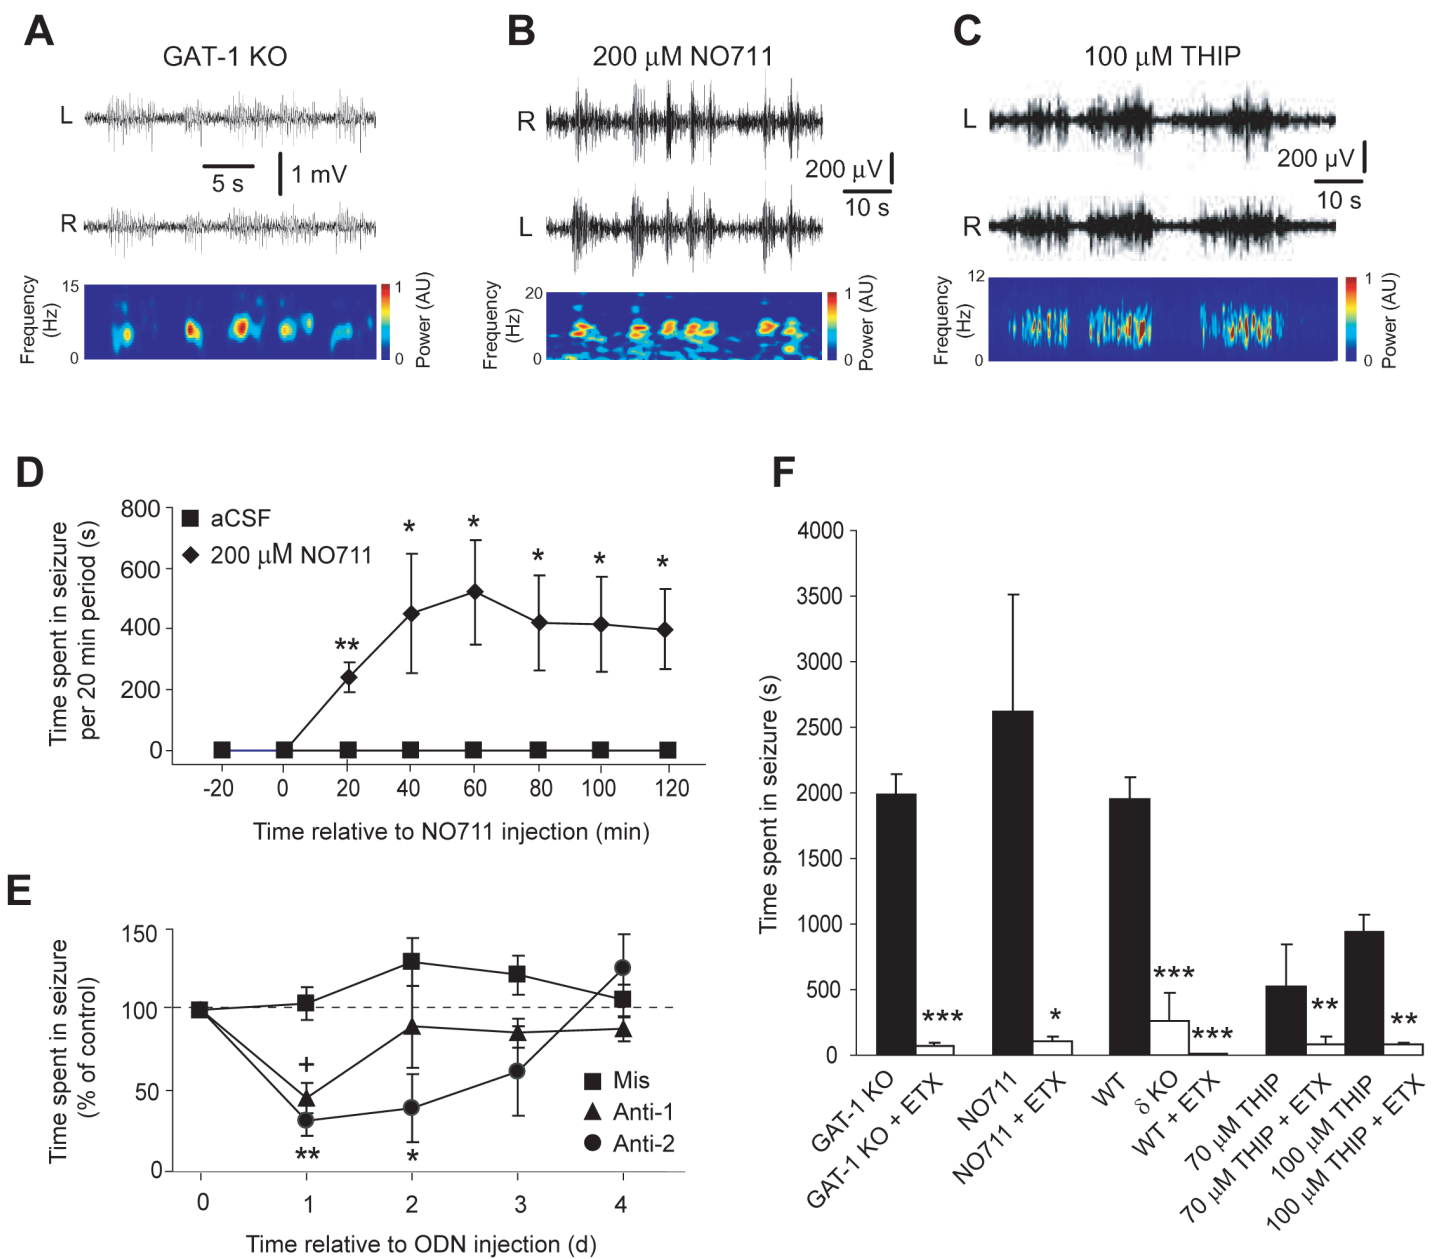 A
GAT-1 KO
L
5 s
1 mV
R
Frequency
(Hz)
15
0
1
0
Power (AU)
B
200 µM NO711
R
200 µV
10 s
L
Frequency
(Hz)
20
0
1
0
Power (AU)
C
100 µM THIP
L
200 µV
10 s
R
Frequency
(Hz)
12
0
1
0
Power (AU)
D
Time spent in seizure
per 20 min period (s)
800
600
400
200
0
aCSF
200 µM NO711
**
*
*
*
*
*
-20 0 20 40 60 80 100 120
Time relative to NO711 injection (min)
E
Time spent in seizure
(% of control)
150
100
50
0
+
**
*
Mis
Anti-1
Anti-2
0 1 2 3 4
Time relative to ODN injection (d)
F
Time spent in seizure (s)
4000
3500
3000
2500
2000
1500
1000
500
0
***
*
***
***
**
**
GAT-1 KO
GAT-1 KO + ETX
NO711
NO711 + ETX
WT
δ KO
WT + ETX
70 µM THIP
70 µM THIP + ETX
100 µM THIP
100 µM THIP + ETX